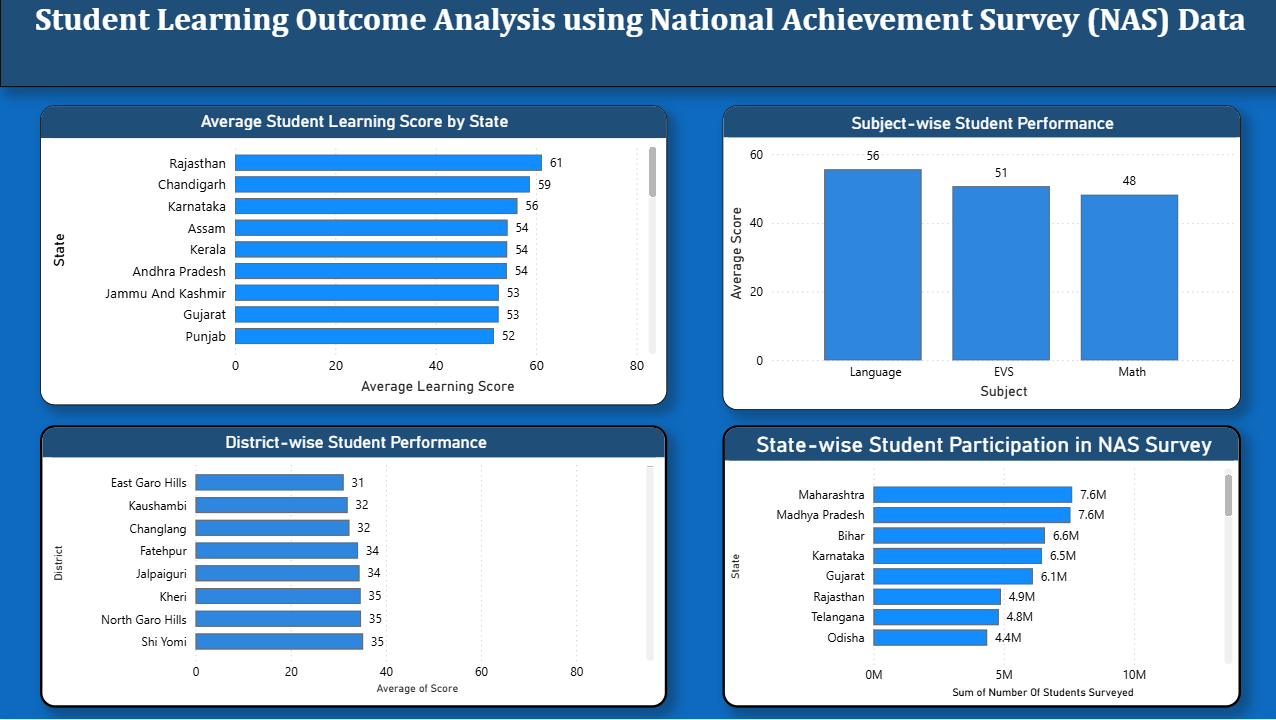 Student Learning Outcome Analysis using National Achievement Survey (NAS) Data
Average Student Learning Score by State
State
Rajasthan 61
Chandigarh 59
Karnataka 56
Assam 54
Kerala 54
Andhra Pradesh 54
Jammu And Kashmir 53
Gujarat 53
Punjab 52
0 20 40 60 80
Average Learning Score
Subject-wise Student Performance
Average Score
60
40
20
0
56 51 48
Language EVS Math
Subject
District-wise Student Performance
District
East Garo Hills 31
Kaushambi 32
Changlang 32
Fatehpur 34
Jalpaiguri 34
Kheri 35
North Garo Hills 35
Shi Yomi 35
0 20 40 60 80
Average of Score
State-wise Student Participation in NAS Survey
State
Maharashtra 7.6M
Madhya Pradesh 7.6M
Bihar 6.6M
Karnataka 6.5M
Gujarat 6.1M
Rajasthan 4.9M
Telangana 4.8M
Odisha 4.4M
0M 5M 10M
Sum of Number Of Students Surveyed